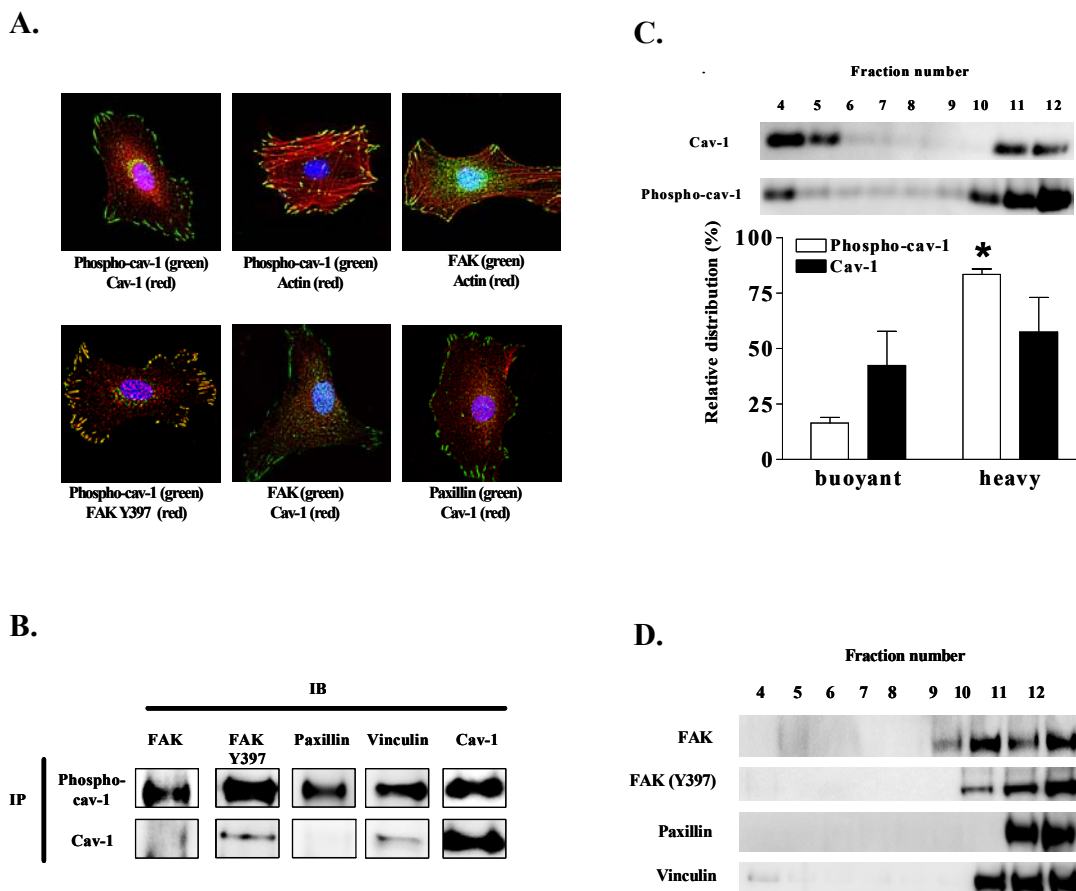 A.
Phospho-cav-1 (green)
Cav-1 (red)
Phospho-cav-1 (green)
Actin (red)
FAK (green)
Actin (red)
Phospho-cav-1 (green)
FAK Y397 (red)
FAK (green)
Cav-1 (red)
Paxillin (green)
Cav-1 (red)
B.
IB
FAK
FAK
Y397
Paxillin
Vinculin
Cav-1
IP
Phospho-
cav-1
Cav-1
C.
Fraction number
4 5 6 7 8 9 10 11 12
Cav-1
Phospho-cav-1
Relative distribution (%)
100
75
50
25
0
Phospho-cav-1
Cav-1
*
buoyant heavy
D.
Fraction number
4 5 6 7 8 9 10 11 12
FAK
FAK (Y397)
Paxillin
Vinculin